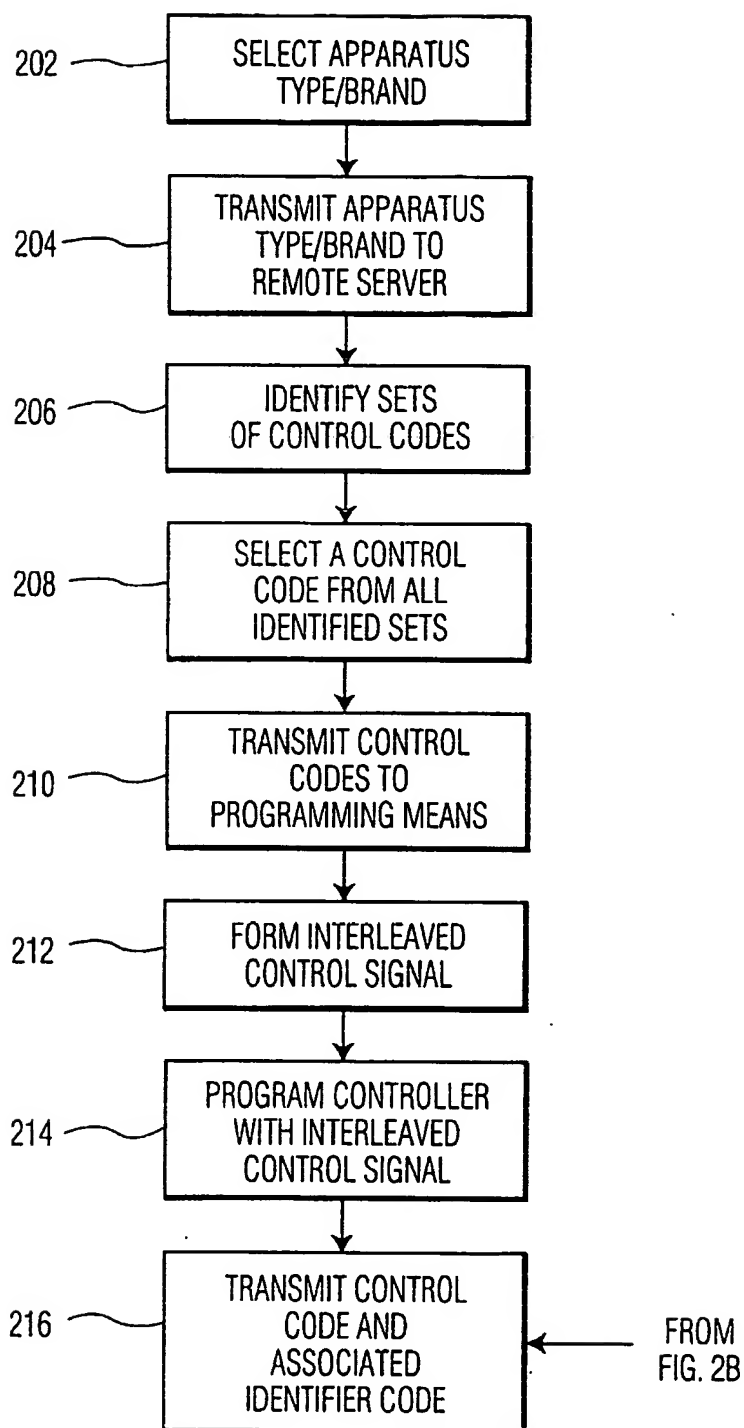 202
SELECT APPARATUS
TYPE/BRAND
204
TRANSMIT APPARATUS
TYPE/BRAND TO
REMOTE SERVER
206
IDENTIFY SETS
OF CONTROL CODES
208
SELECT A CONTROL
CODE FROM ALL
IDENTIFIED SETS
210
TRANSMIT CONTROL
CODES TO
PROGRAMMING MEANS
212
FORM INTERLEAVED
CONTROL SIGNAL
214
PROGRAM CONTROLLER
WITH INTERLEAVED
CONTROL SIGNAL
216
TRANSMIT CONTROL
CODE AND
ASSOCIATED
IDENTIFIER CODE
FROM
FIG. 2B